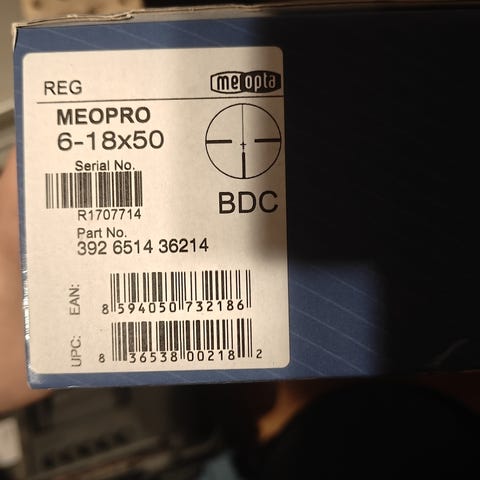 REG
meopta
MEOPRO
6-18x50
Serial No.
R1707714
BDC
Part No.
392 6514 36214
EAN:
8 594050 732186
UPC:
8 36538 00218 2